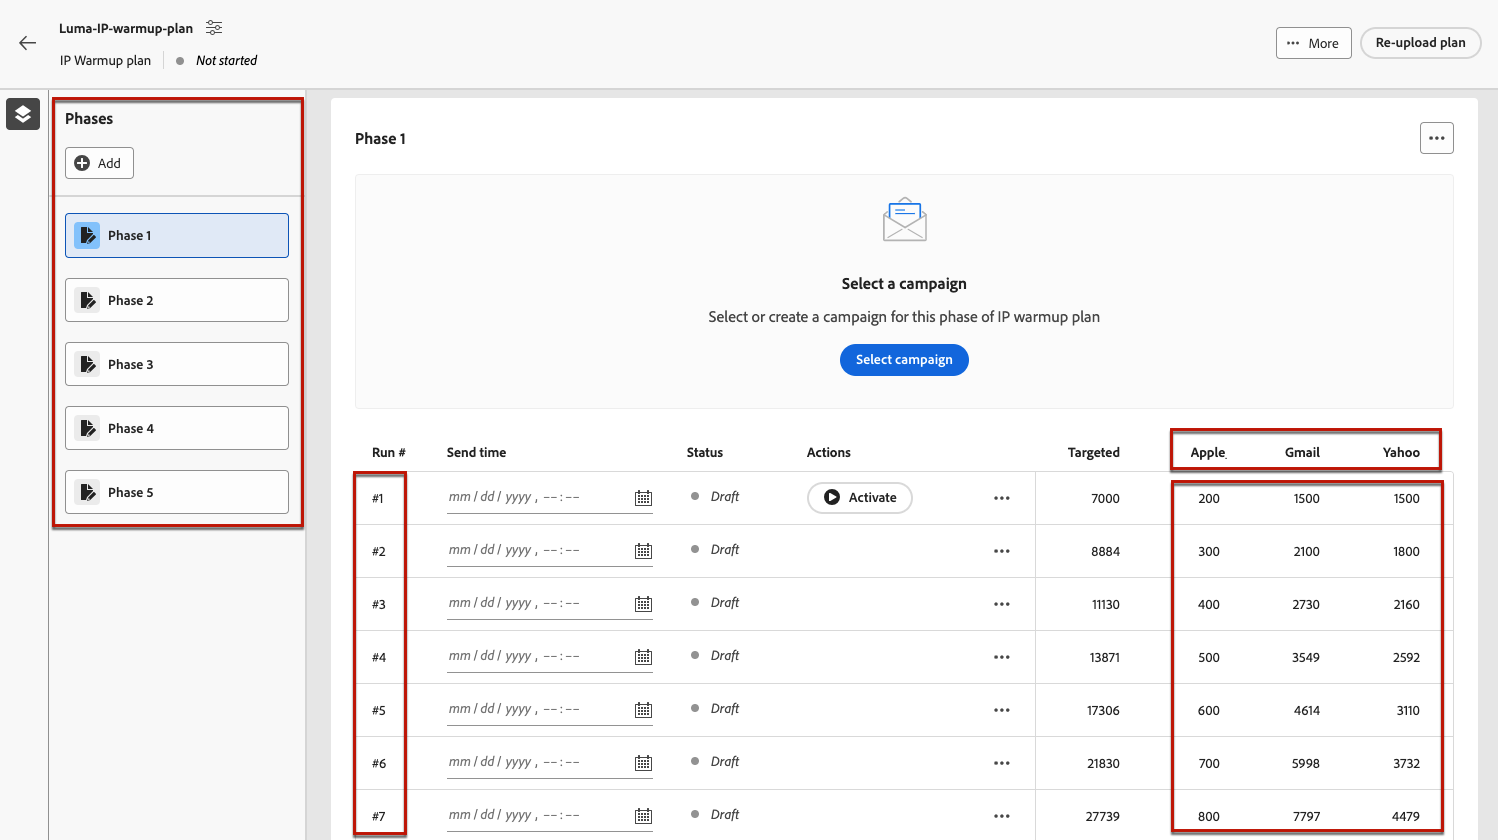 Luma-IP-warmup-plan
IP Warmup plan Not started
More
Re-upload plan
Phases
Add
Phase 1
Phase 2
Phase 3
Phase 4
Phase 5
Phase 1
Select a campaign
Select or create a campaign for this phase of IP warmup plan
Select campaign
Run # Send time Status Actions Targeted Apple Gmail Yahoo
#1 mm / dd / yyyy , – – : – – Draft Activate 7000 200 1500 1500
#2 mm / dd / yyyy , – – : – – Draft 8884 300 2100 1800
#3 mm / dd / yyyy , – – : – – Draft 11130 400 2730 2160
#4 mm / dd / yyyy , – – : – – Draft 13871 500 3549 2592
#5 mm / dd / yyyy , – – : – – Draft 17306 600 4614 3110
#6 mm / dd / yyyy , – – : – – Draft 21830 700 5998 3732
#7 mm / dd / yyyy , – – : – – Draft 27739 800 7797 4479